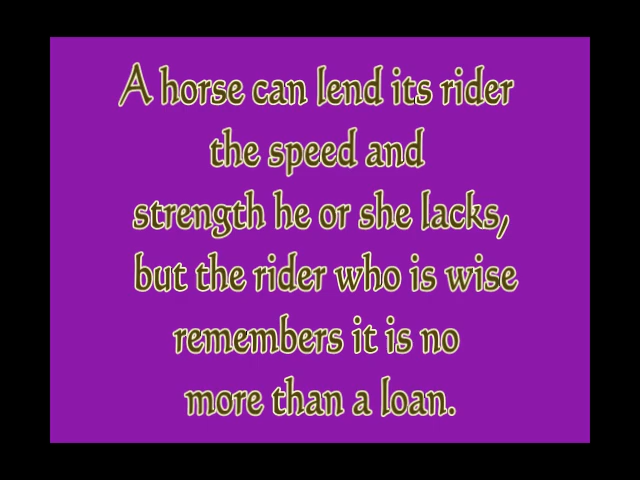 A horse can lend its rider
the speed and
strength he or she lacks,
but the rider who is wise
remembers it is no
more than a loan.